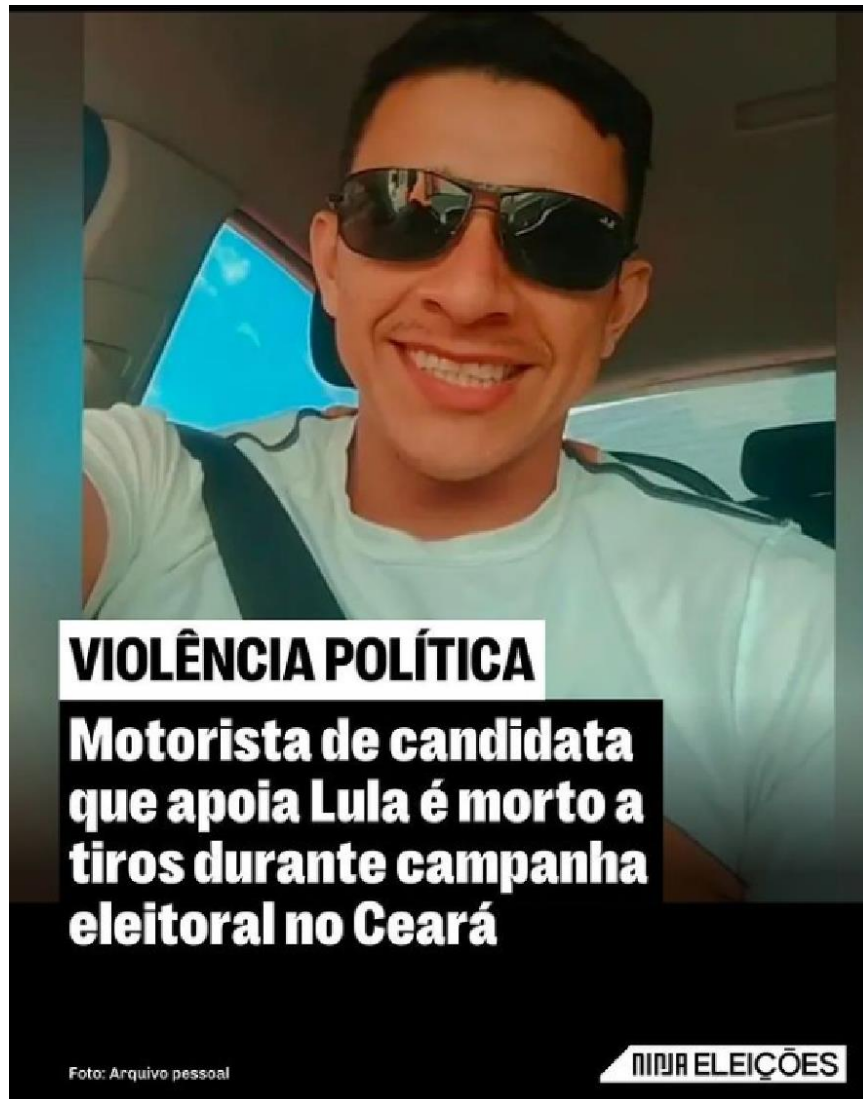 VIOLÊNCIA POLÍTICA
Motorista de candidata
que apoia Lula é morto a
tiros durante campanha
eleitoral no Ceará
Foto: Arquivo pessoal
NINJA ELEIÇÕES